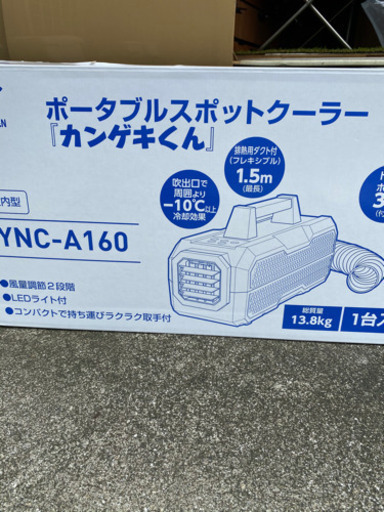 ポータブルスポットクーラー
『カンゲキくん』
内型
YNC-A160
吹出口で
周囲より
-10℃以上
冷却効果
排熱用ダクト付
(フレキシブル)
1.5m
(最長)
●風量調節2段階
●LEDライト付
●コンパクトで持ち運びラクラク取手付
総質量
13.8kg
1台入